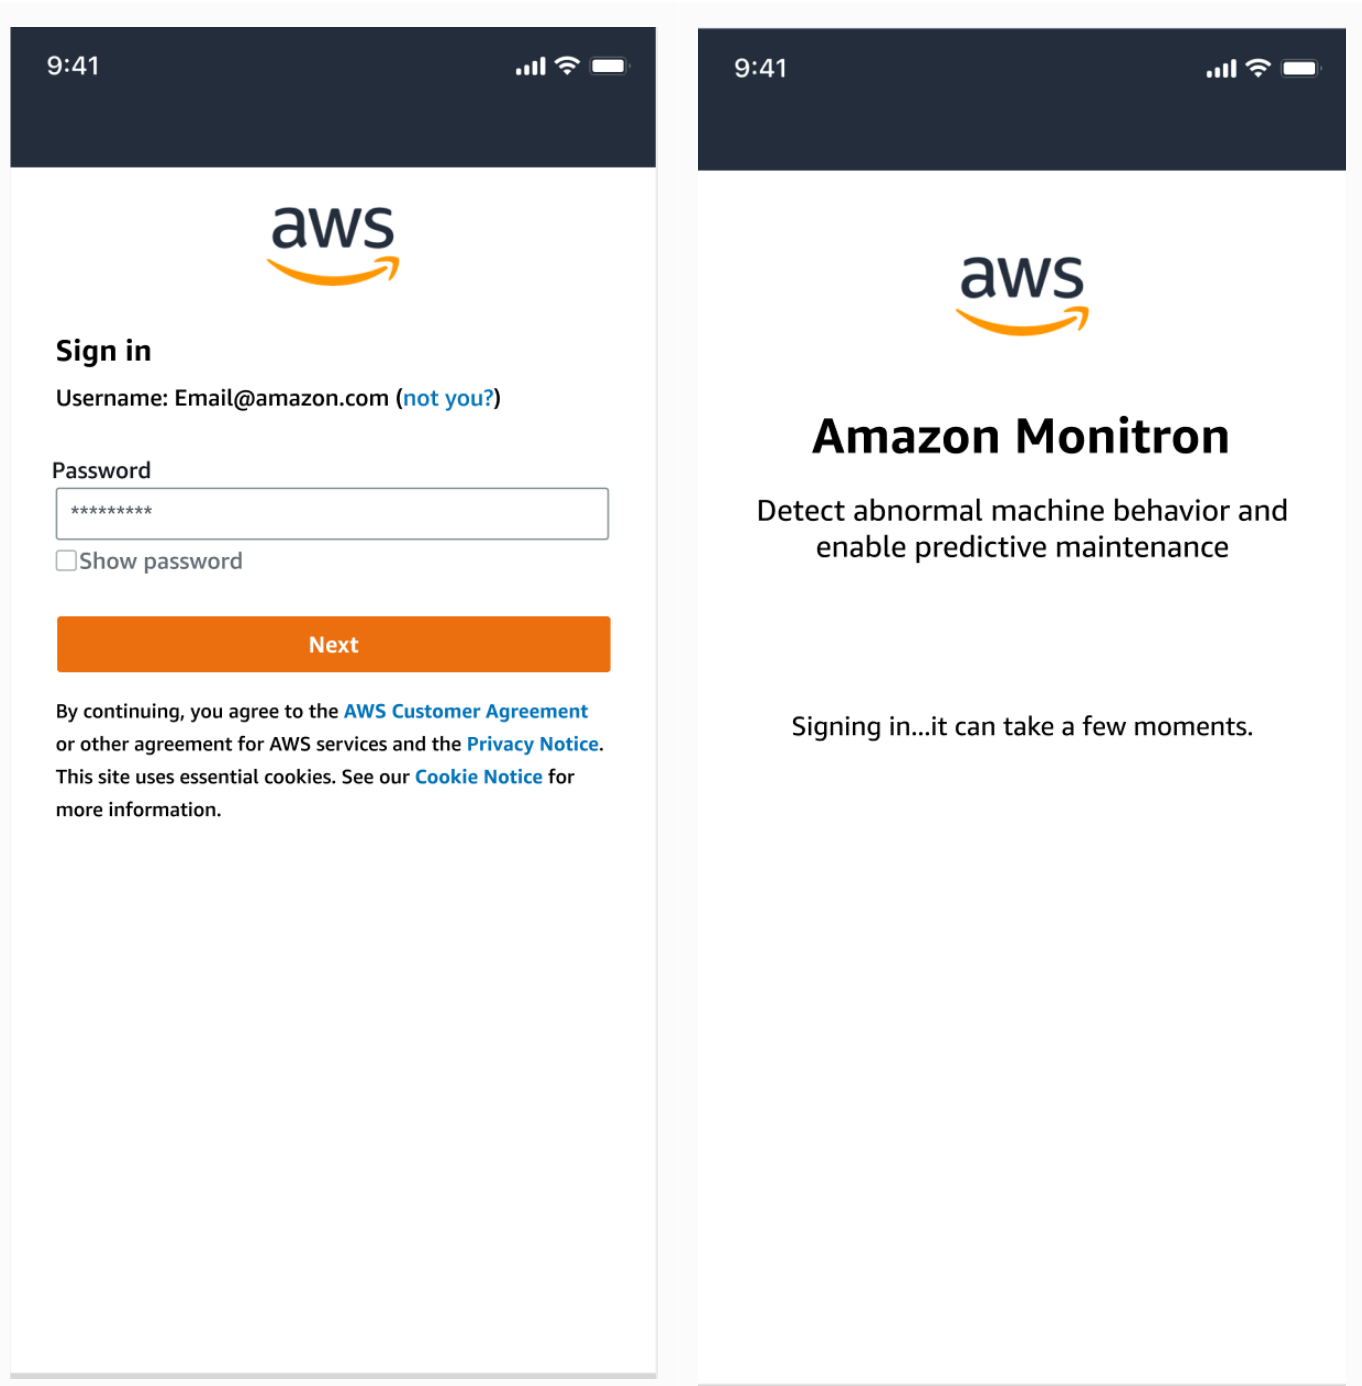 9:41
aws
Sign in
Username: Email@amazon.com (not you?)
Password
*********
Show password
Next
By continuing, you agree to the AWS Customer Agreement
or other agreement for AWS services and the Privacy Notice.
This site uses essential cookies. See our Cookie Notice for
more information.
9:41
aws
Amazon Monitron
Detect abnormal machine behavior and
enable predictive maintenance
Signing in...it can take a few moments.